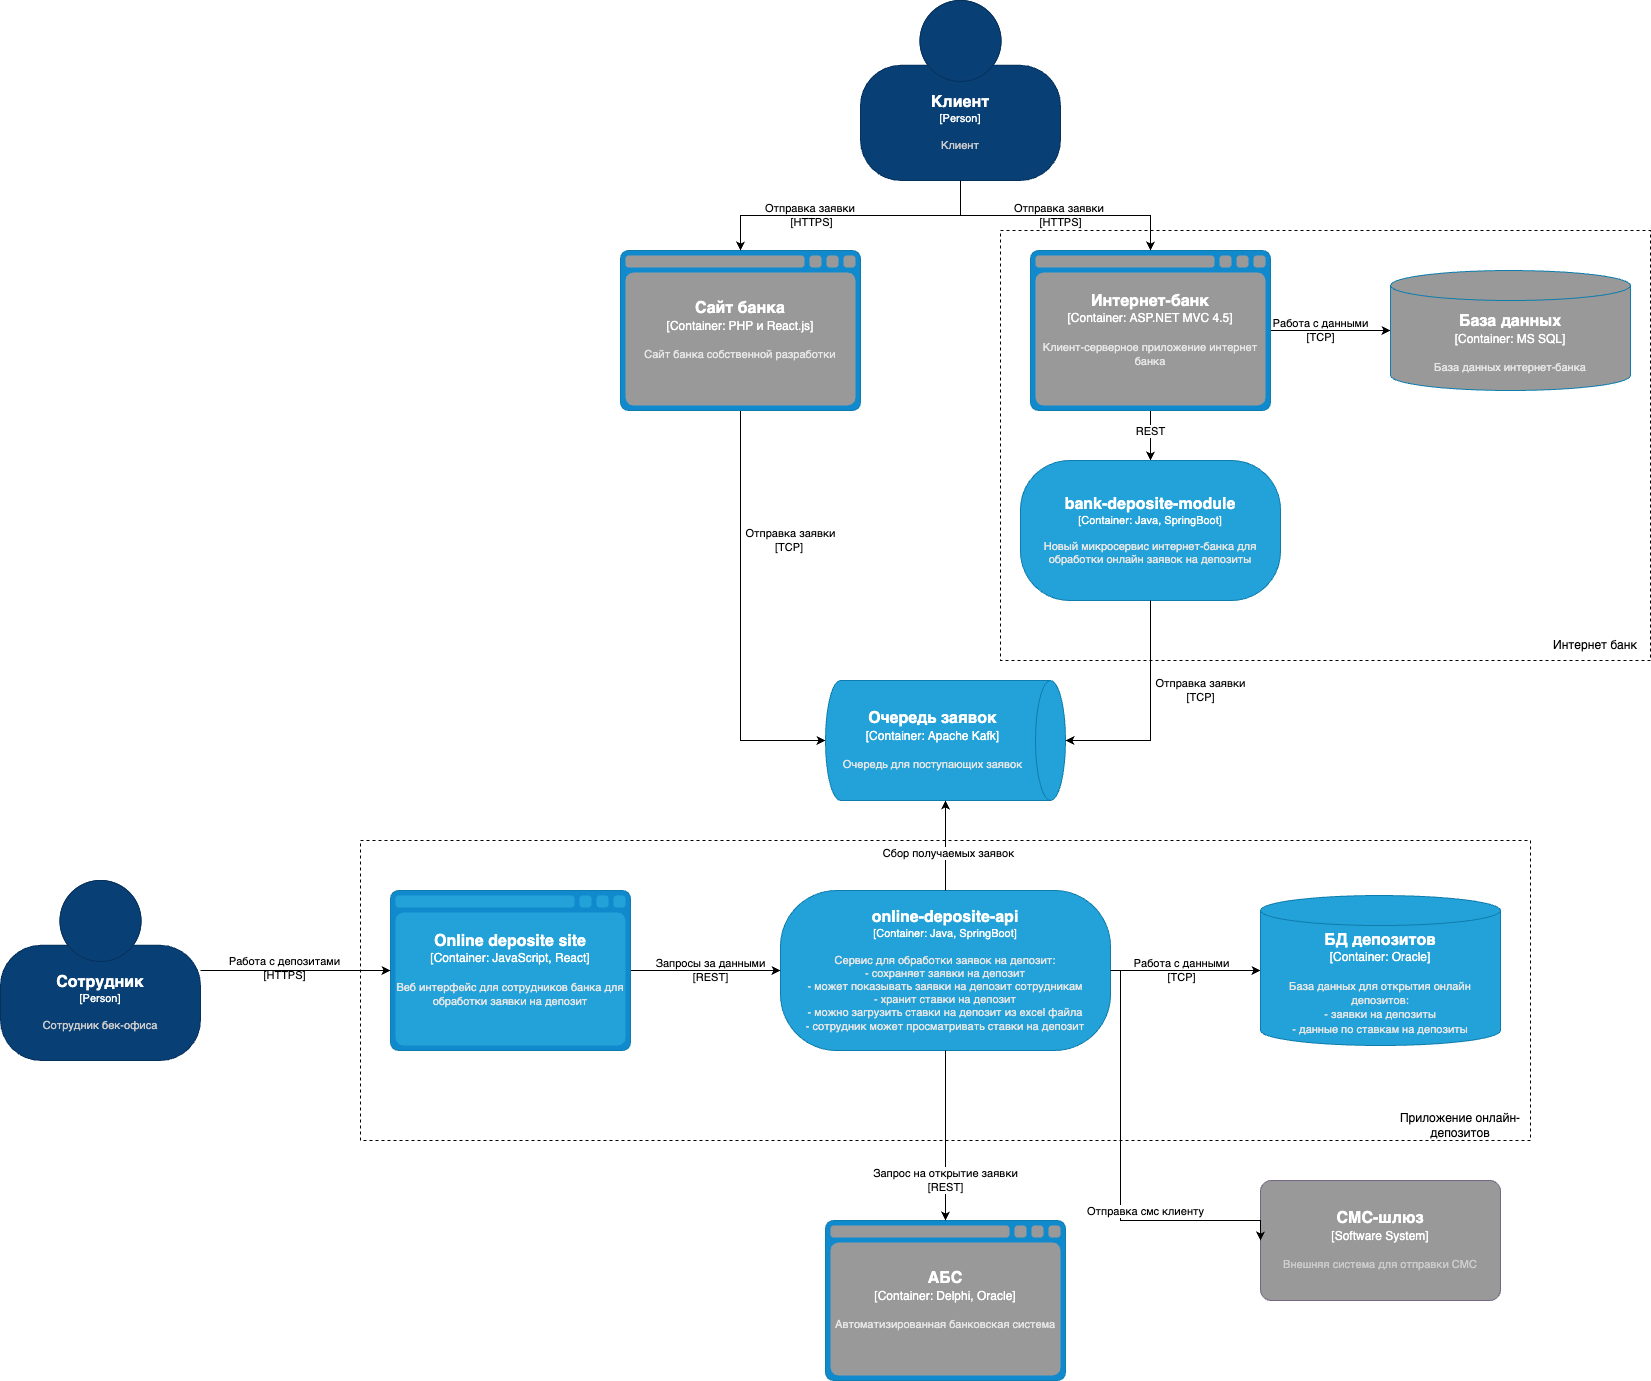 Клиент
[Person]
Клиент
Отправка заявки
[HTTPS]
Отправка заявки
[HTTPS]
Сайт банка
[Container: PHP и React.js]
Сайт банка собственной разработки
Интернет-банк
[Container: ASP.NET MVC 4.5]
Клиент-серверное приложение интернет
банка
Работа с данными
[TCP]
База данных
[Container: MS SQL]
База данных интернет-банка
REST
bank-deposite-module
[Container: Java, SpringBoot]
Новый микросервис интернет-банка для
обработки онлайн заявок на депозиты
Интернет банк
Отправка заявки
[TCP]
Отправка заявки
[TCP]
Очередь заявок
[Container: Apache Kafk]
Очередь для поступающих заявок
Сбор получаемых заявок
Сотрудник
[Person]
Сотрудник бек-офиса
Работа с депозитами
[HTTPS]
Online deposite site
[Container: JavaScript, React]
Веб интерфейс для сотрудников банка для
обработки заявки на депозит
Запросы за данными
[REST]
online-deposite-api
[Container: Java, SpringBoot]
Сервис для обработки заявок на депозит:
- сохраняет заявки на депозит
- может показывать заявки на депозит сотрудникам
- хранит ставки на депозит
- можно загрузить ставки на депозит из excel файла
- сотрудник может просматривать ставки на депозит
Работа с данными
[TCP]
БД депозитов
[Container: Oracle]
База данных для открытия онлайн
депозитов:
- заявки на депозиты
- данные по ставкам на депозиты
Приложение онлайн-
депозитов
Запрос на открытие заявки
[REST]
Отправка смс клиенту
СМС-шлюз
[Software System]
Внешняя система для отправки СМС
АБС
[Container: Delphi, Oracle]
Автоматизированная банковская система